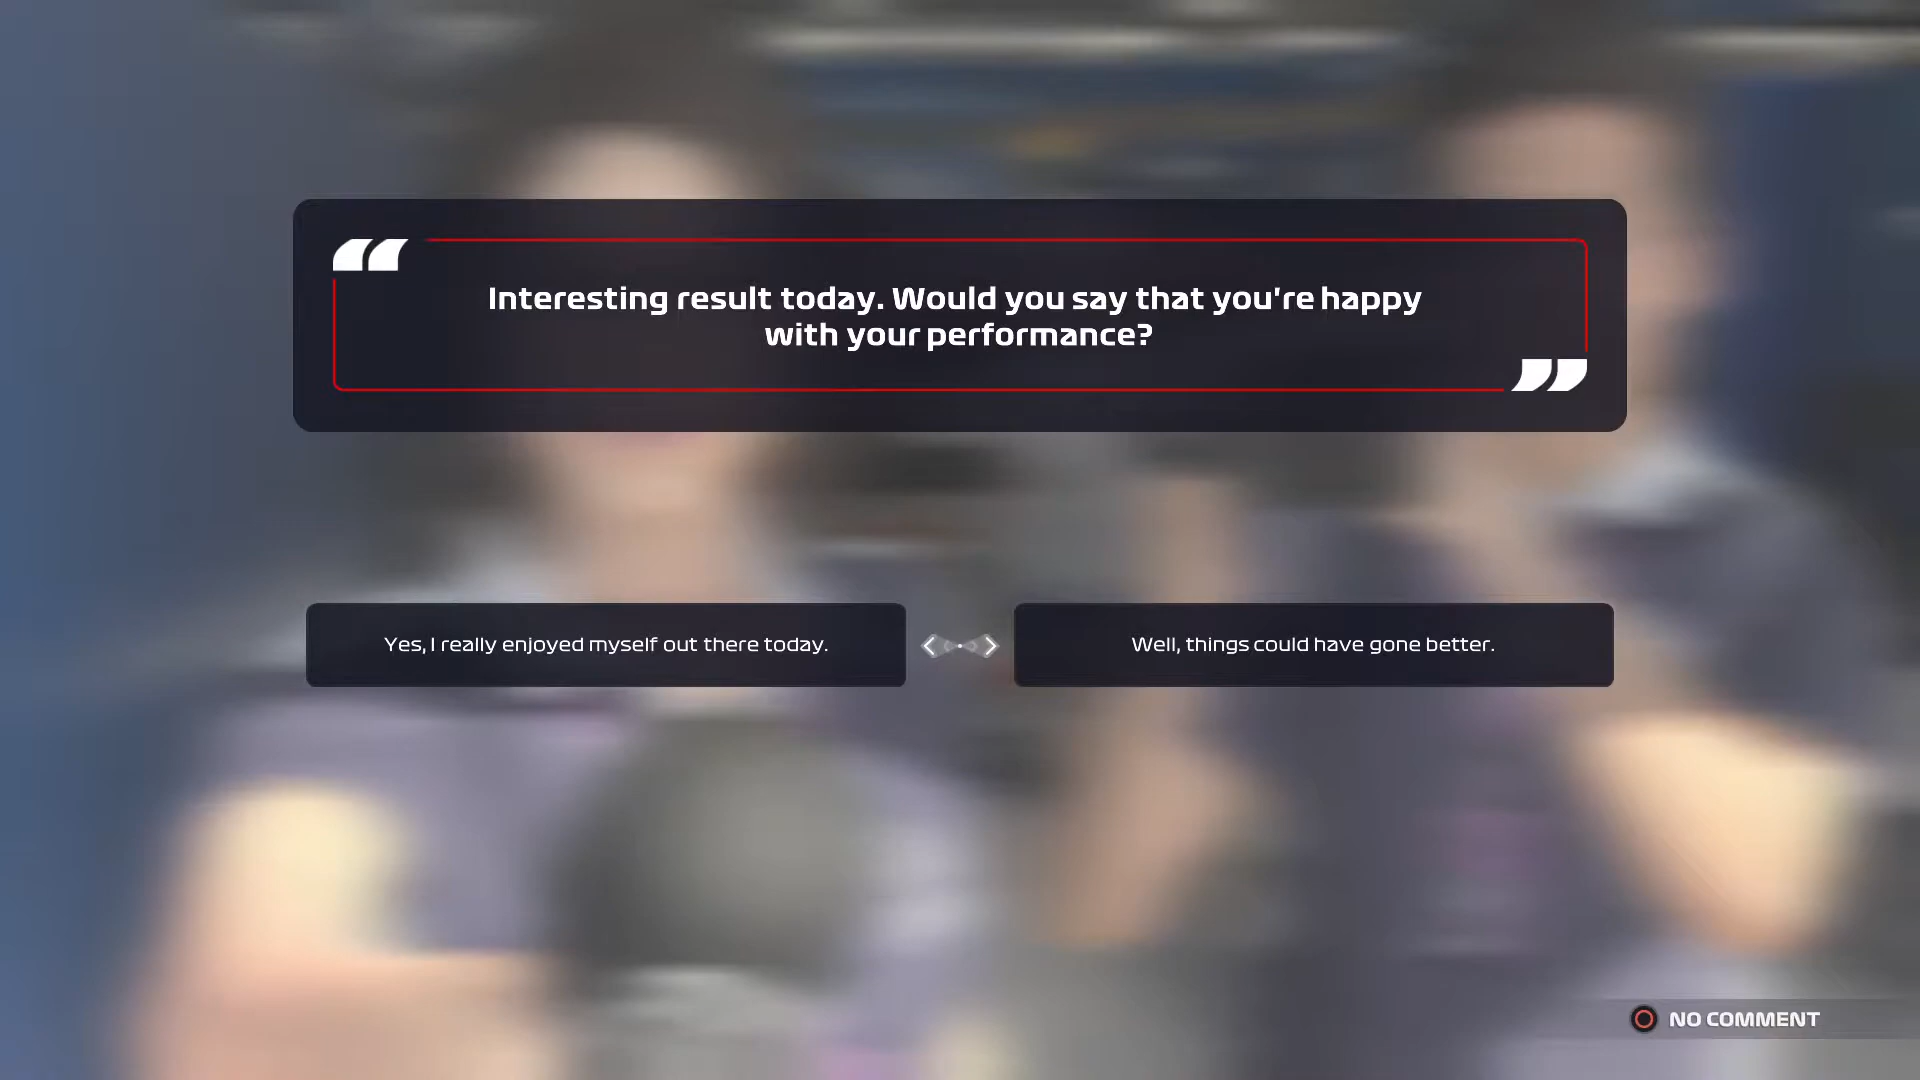 Interesting result today. Would you say that you're happy
with your performance?
Yes, I really enjoyed myself out there today.
Well, things could have gone better.
NO COMMENT